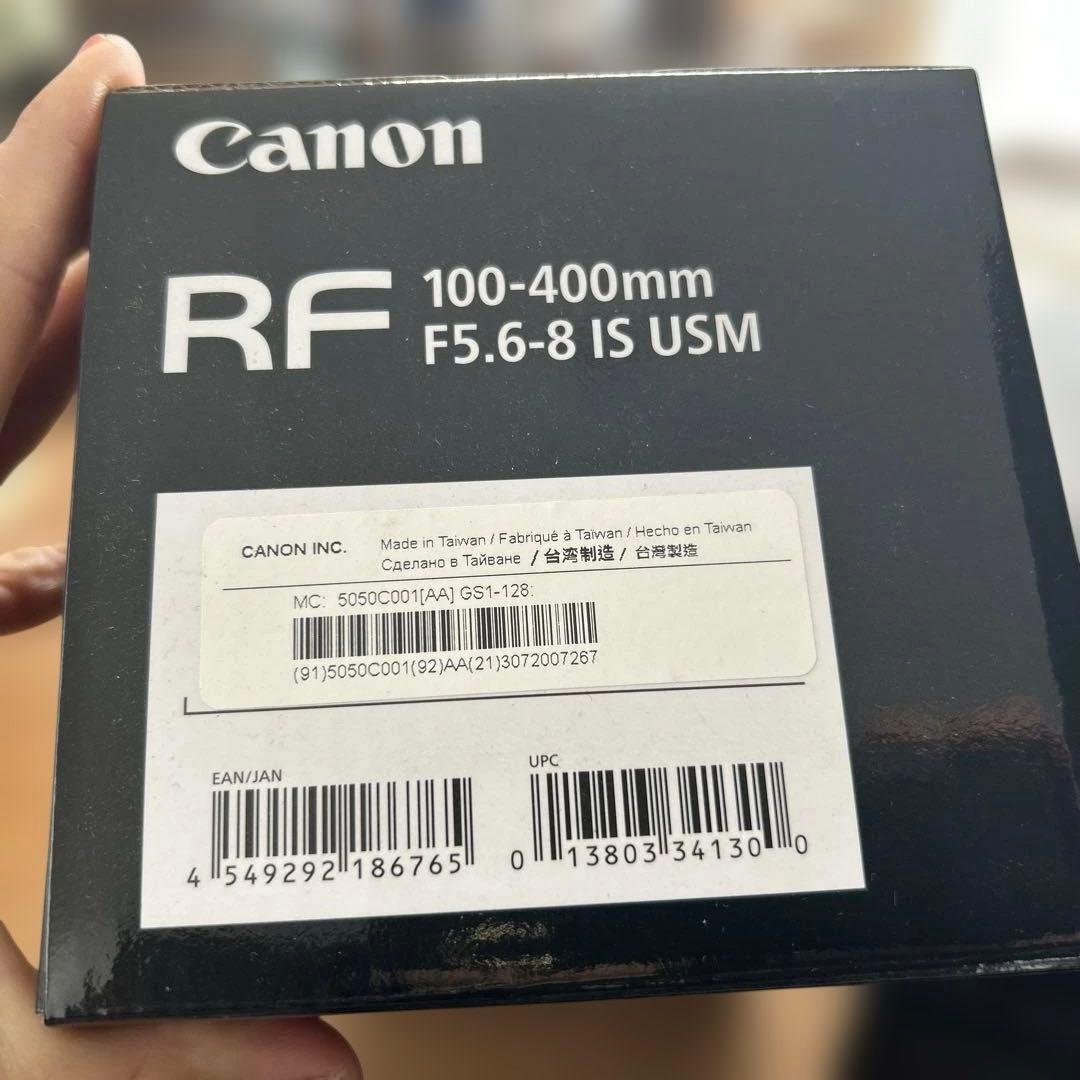 Canon
RF 100-400mm
F5.6-8 IS USM
CANON INC. Made in Taiwan / Fabriqué à Taïwan / Hecho en Taiwan
Сделано в Тайване / 台湾制造 / 台灣製造
MC: 5050C001[AA] GS1-128:
(91)5050C001(92)AA(21)3072007267
EAN/JAN
4 549292 186765
UPC
0 13803 34130 0